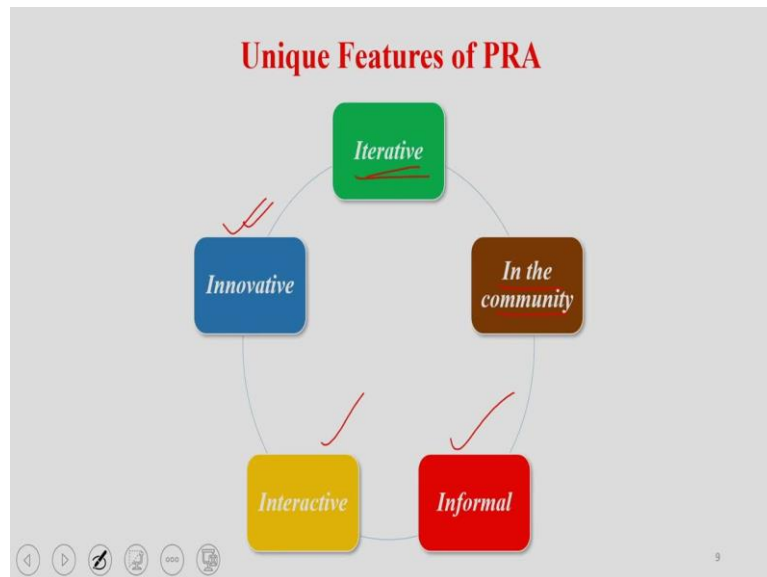 Unique Features of PRA
Iterative
In the
community
Informal
Interactive
Innovative
9